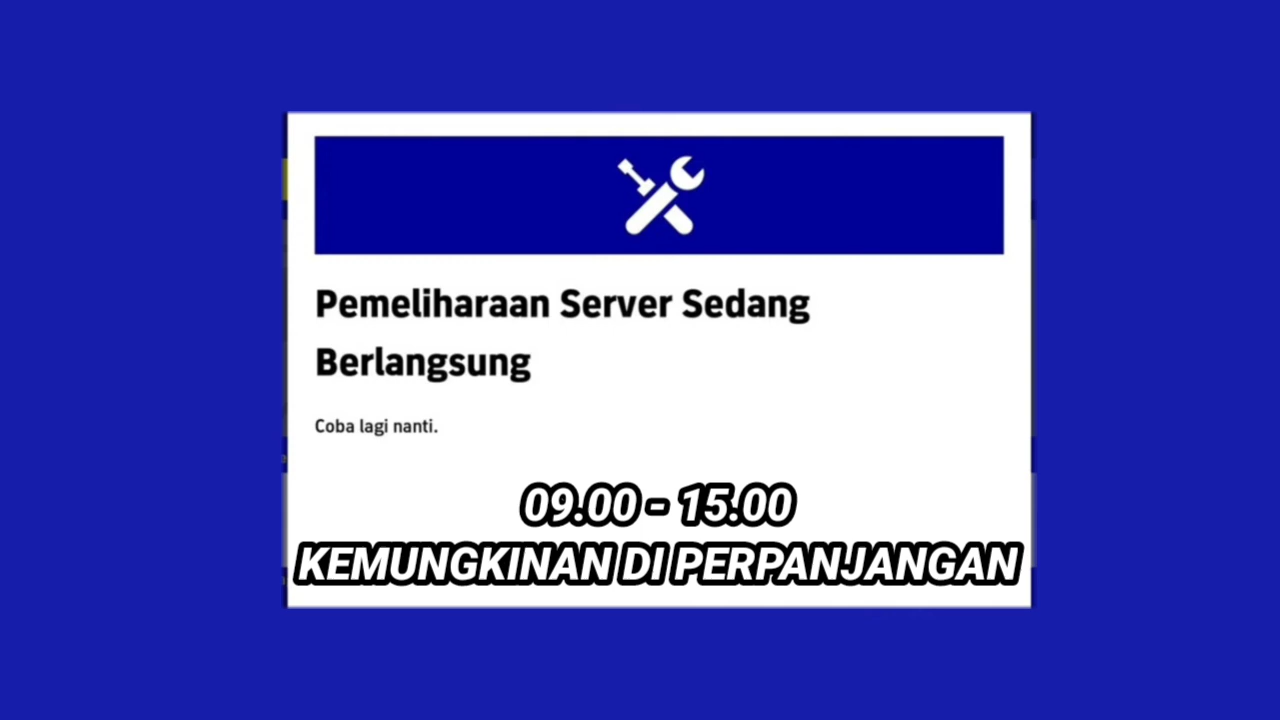 Pemeliharaan Server Sedang
Berlangsung
Coba lagi nanti.
09.00 - 15.00
KEMUNGKINAN DI PERPANJANGAN